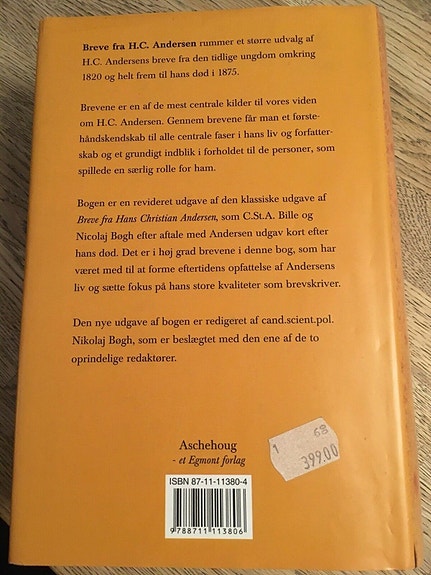 Breve fra H.C. Andersen rummer et større udvalg af
H.C. Andersens breve fra den tidlige ungdom omkring
1820 og helt frem til hans død i 1875.
Brevene er en af de mest centrale kilder til vores viden
om H.C. Andersen. Gennem brevene får man et første-
håndskendskab til alle centrale faser i hans liv og forfatter-
skab og et grundigt indblik i forholdet til de personer, som
spillede en særlig rolle for ham.
Bogen er en revideret udgave af den klassiske udgave af
Breve fra Hans Christian Andersen, som C.St.A. Bille og
Nicolaj Bøgh efter aftale med Andersen udgav kort efter
hans død. Det er i høj grad brevene i denne bog, som har
været med til at forme eftertidens opfattelse af Andersens
liv og sætte fokus på hans store kvaliteter som brevskriver.
Den nye udgave af bogen er redigeret af cand.scient.pol.
Nikolaj Bøgh, som er beslægtet med den ene af de to
oprindelige redaktører.
Aschehoug
- et Egmont forlag
1 68
399.00
ISBN 87-11-11380-4
9 788711 113806